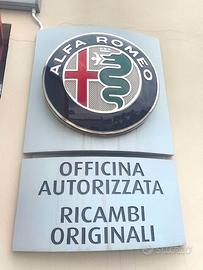 ALFA ROMEO
OFFICINA
AUTORIZZATA
RICAMBI
ORIGINALI